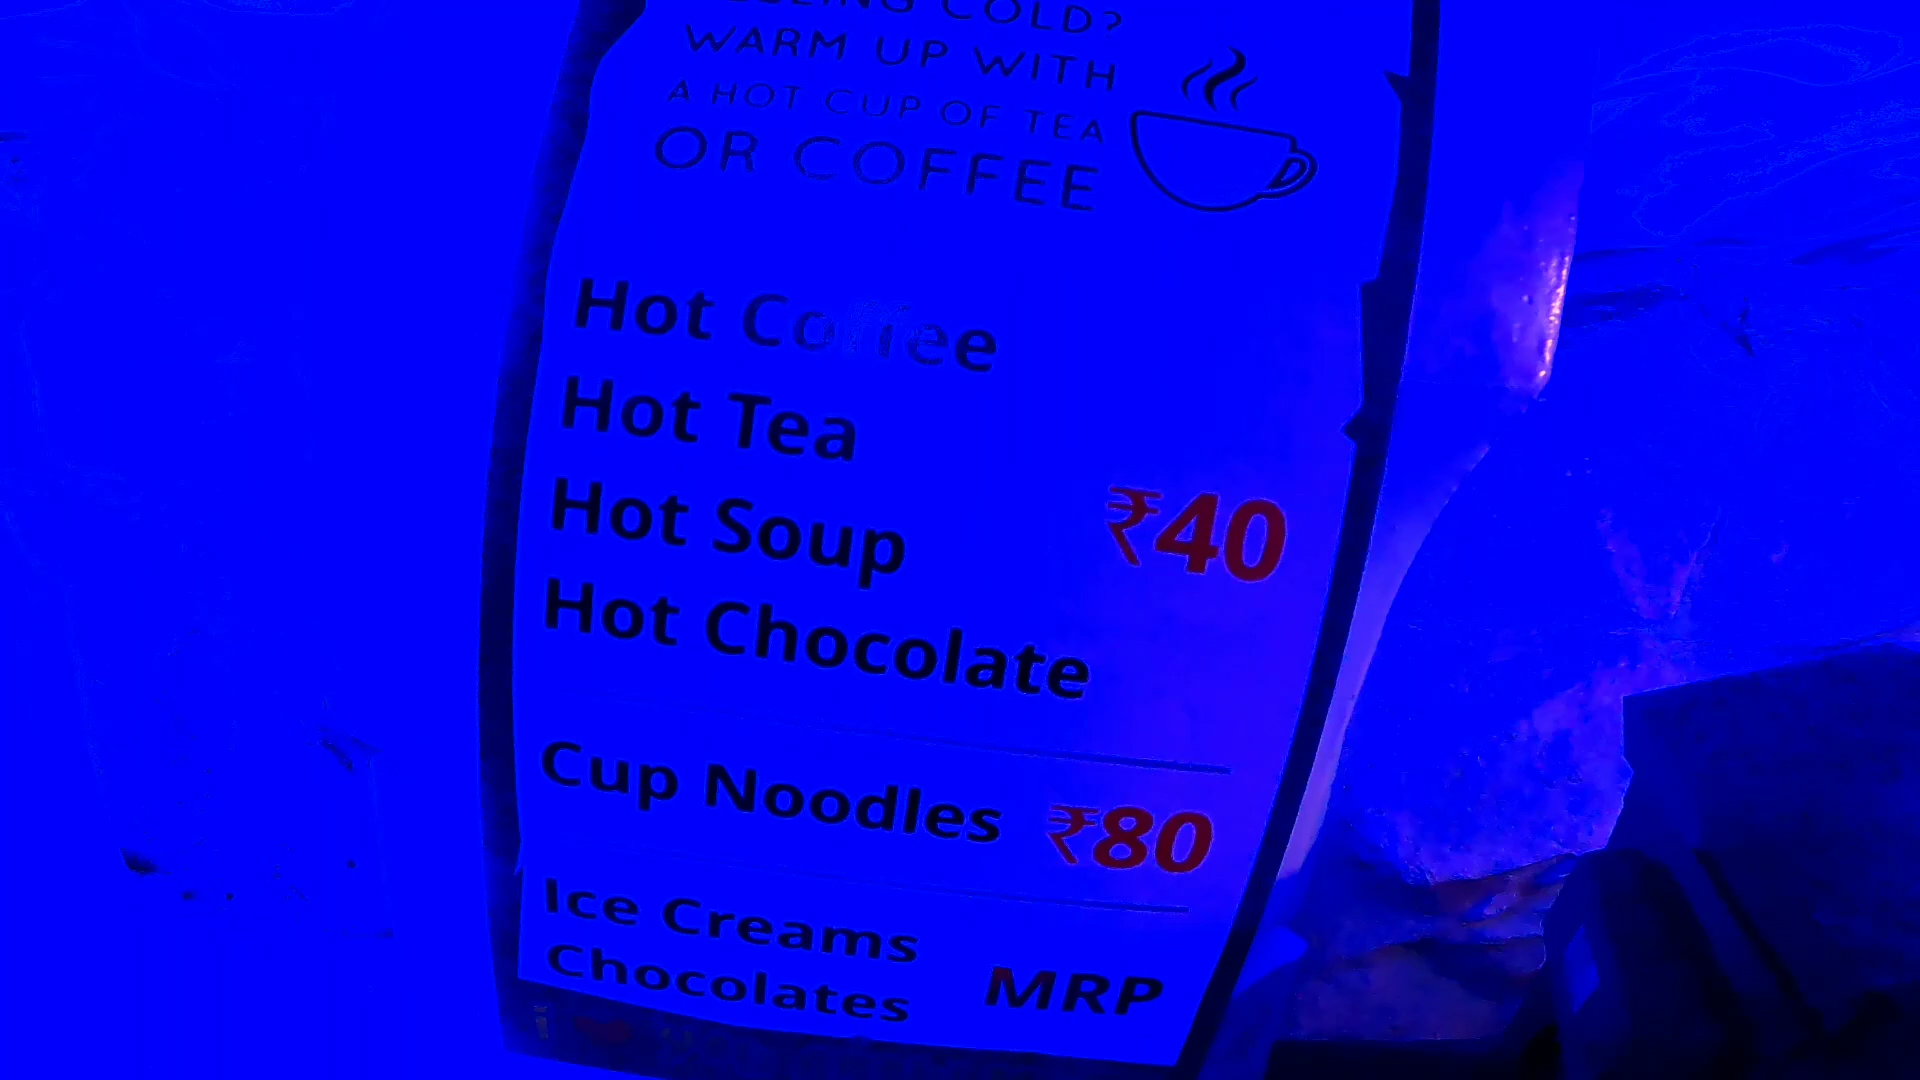 COLD?
WARM UP WITH
A HOT CUP OF TEA
OR COFFEE
Hot Coffee
Hot Tea
Hot Soup
₹40
Hot Chocolate
Cup Noodles ₹80
Ice Creams
Chocolates
MRP